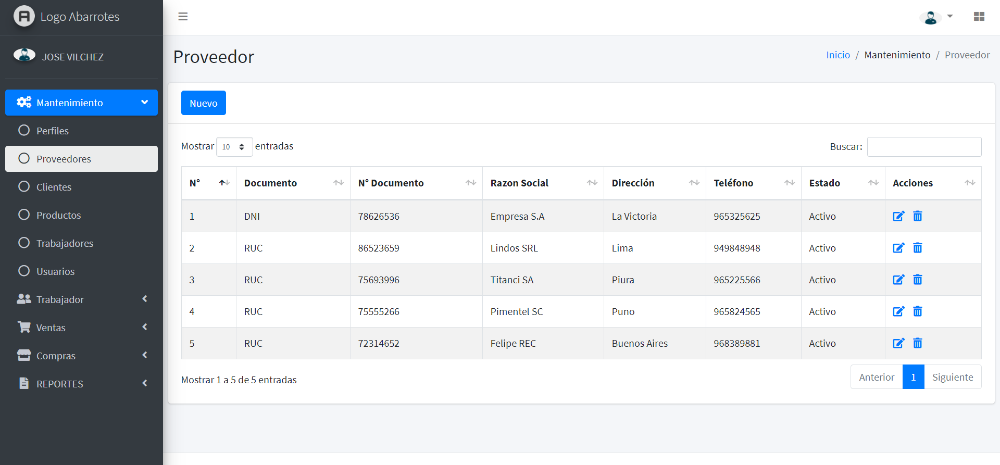 Logo Abarrotes
JOSE VILCHEZ
Mantenimiento
Perfiles
Proveedores
Clientes
Productos
Trabajadores
Usuarios
Trabajador
Ventas
Compras
REPORTES
Proveedor
Inicio / Mantenimiento / Proveedor
Nuevo
Mostrar 10 entradas
Buscar:
N° Documento N° Documento Razon Social Dirección Teléfono Estado Acciones
1 DNI 78626536 Empresa S.A La Victoria 965325625 Activo
2 RUC 86523659 Lindos SRL Lima 949848948 Activo
3 RUC 75693996 Titanci SA Piura 965225566 Activo
4 RUC 75555266 Pimentel SC Puno 965824565 Activo
5 RUC 72314652 Felipe REC Buenos Aires 968389881 Activo
Mostrar 1 a 5 de 5 entradas
Anterior 1 Siguiente